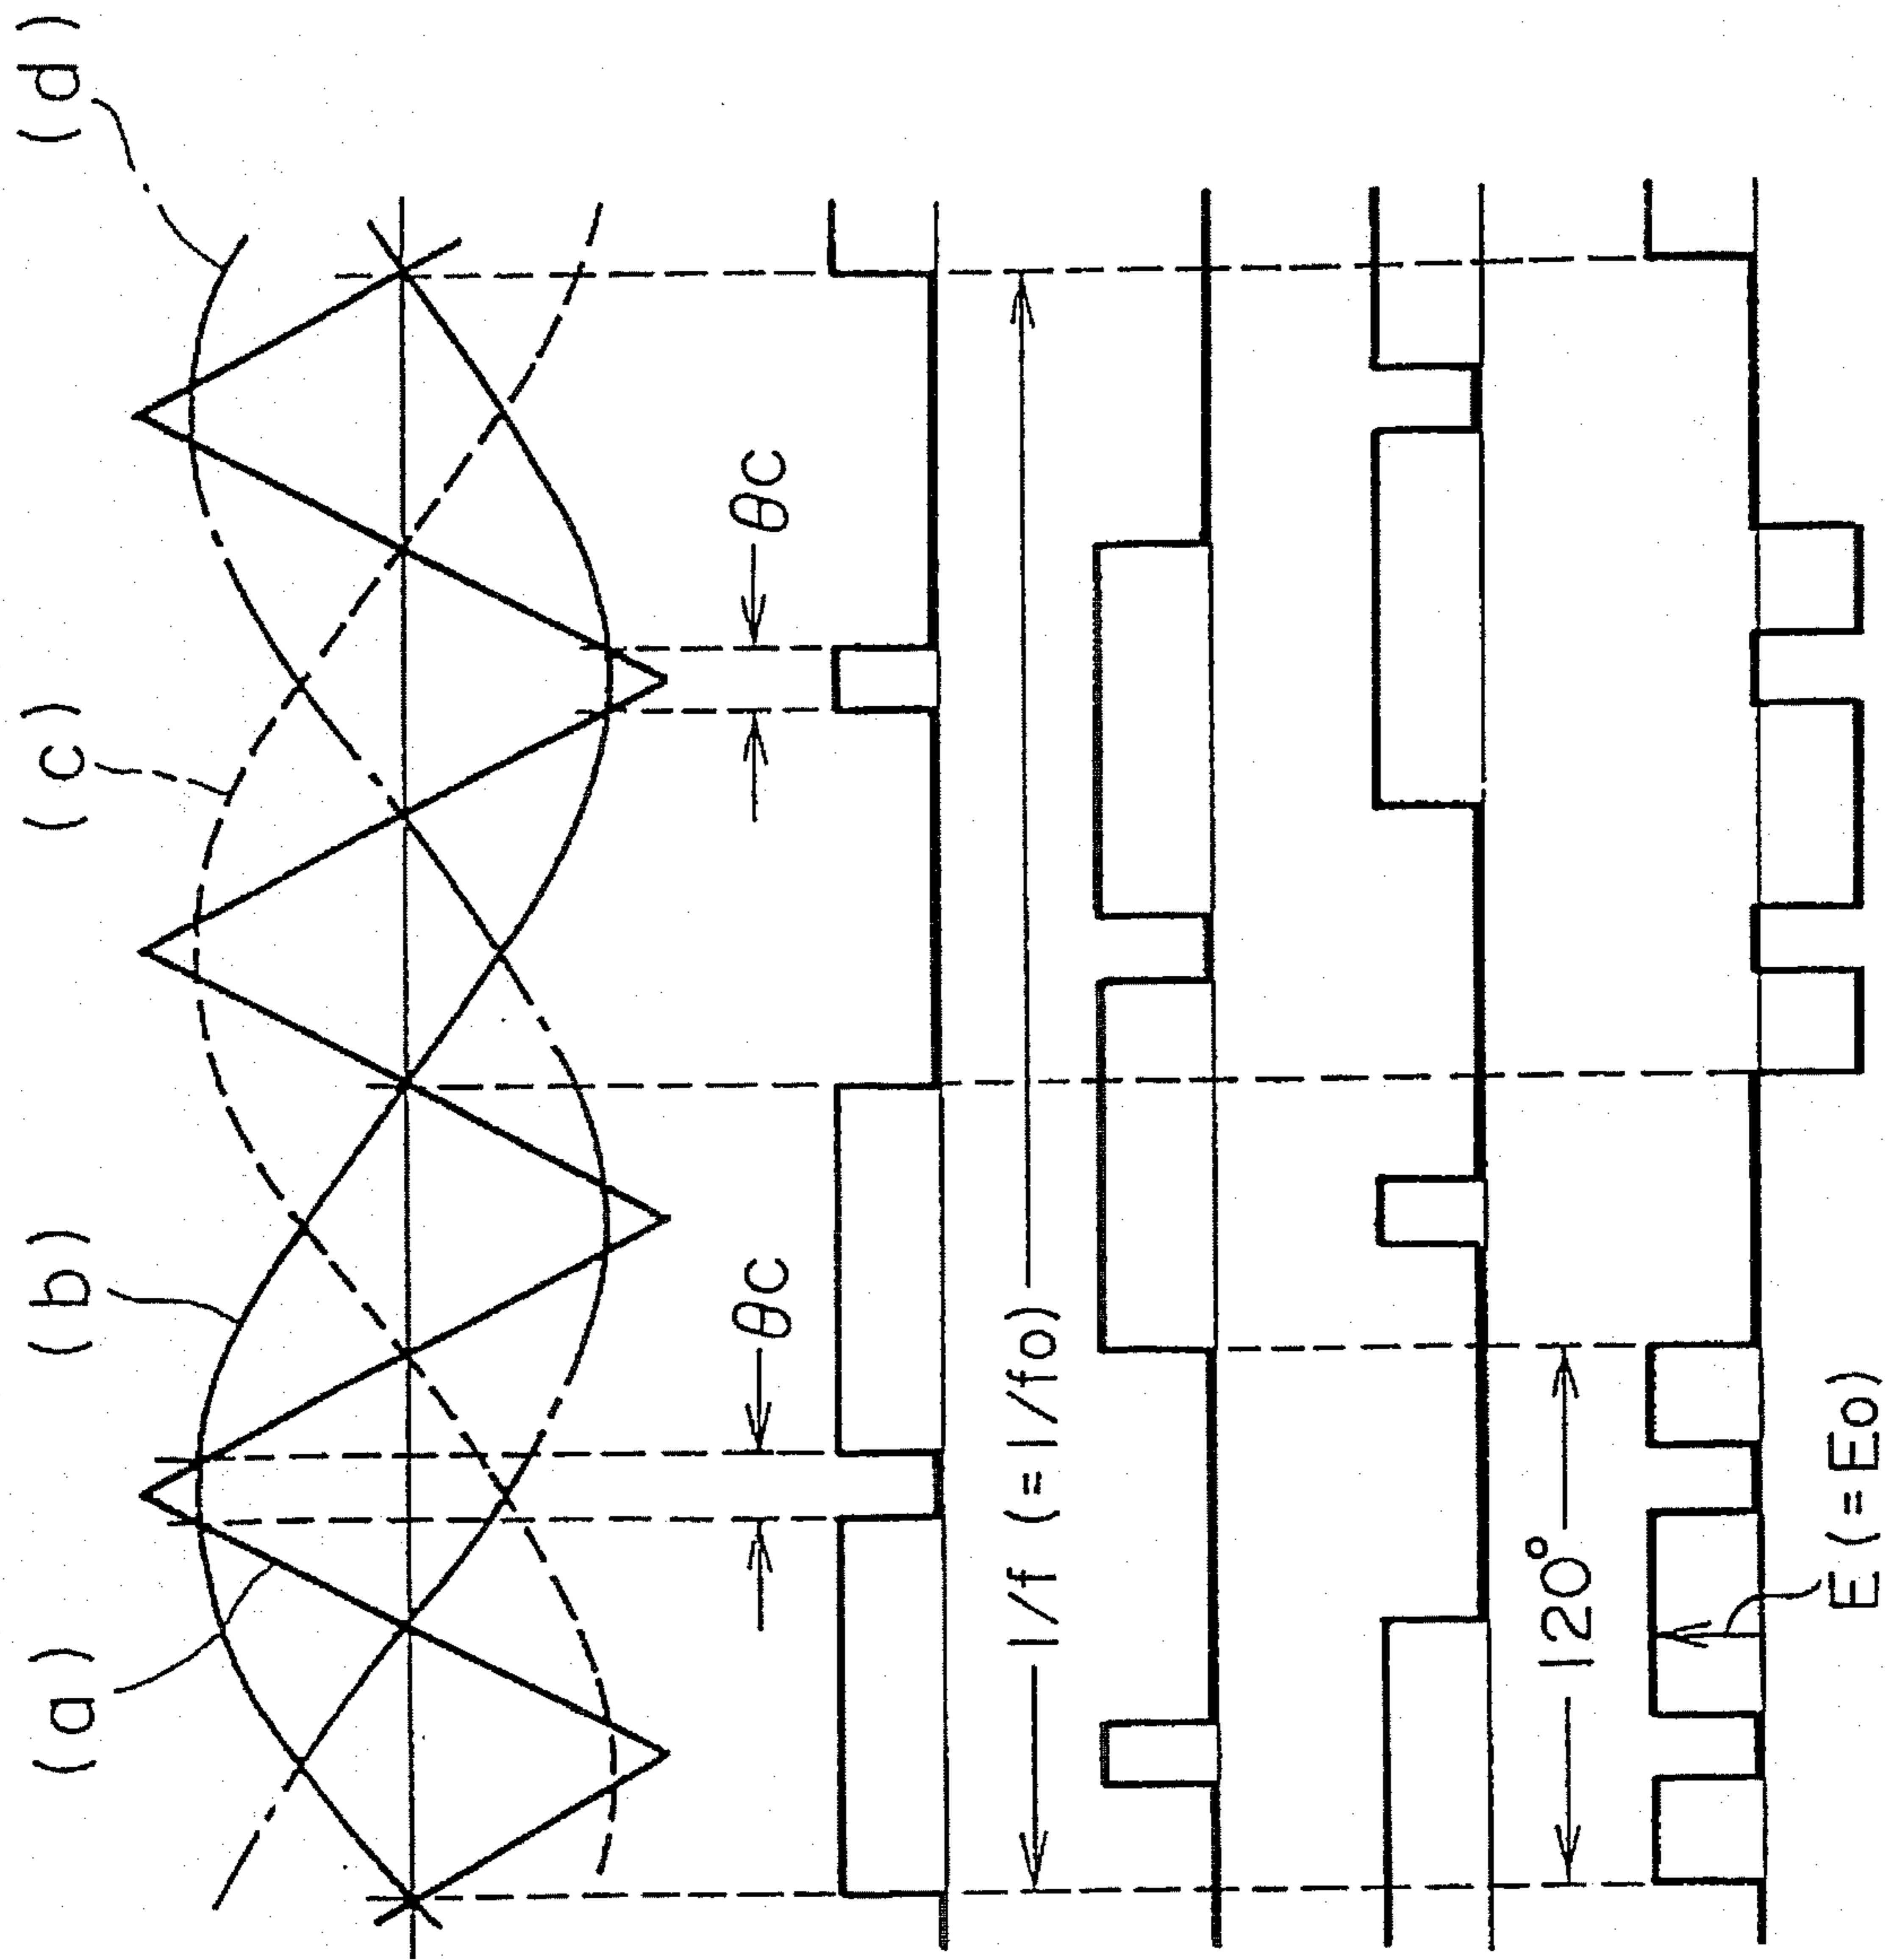 (a)
(b)
(c)
(d)
θc
θc
1/f (=1/fo)
120°
E(=Eo)